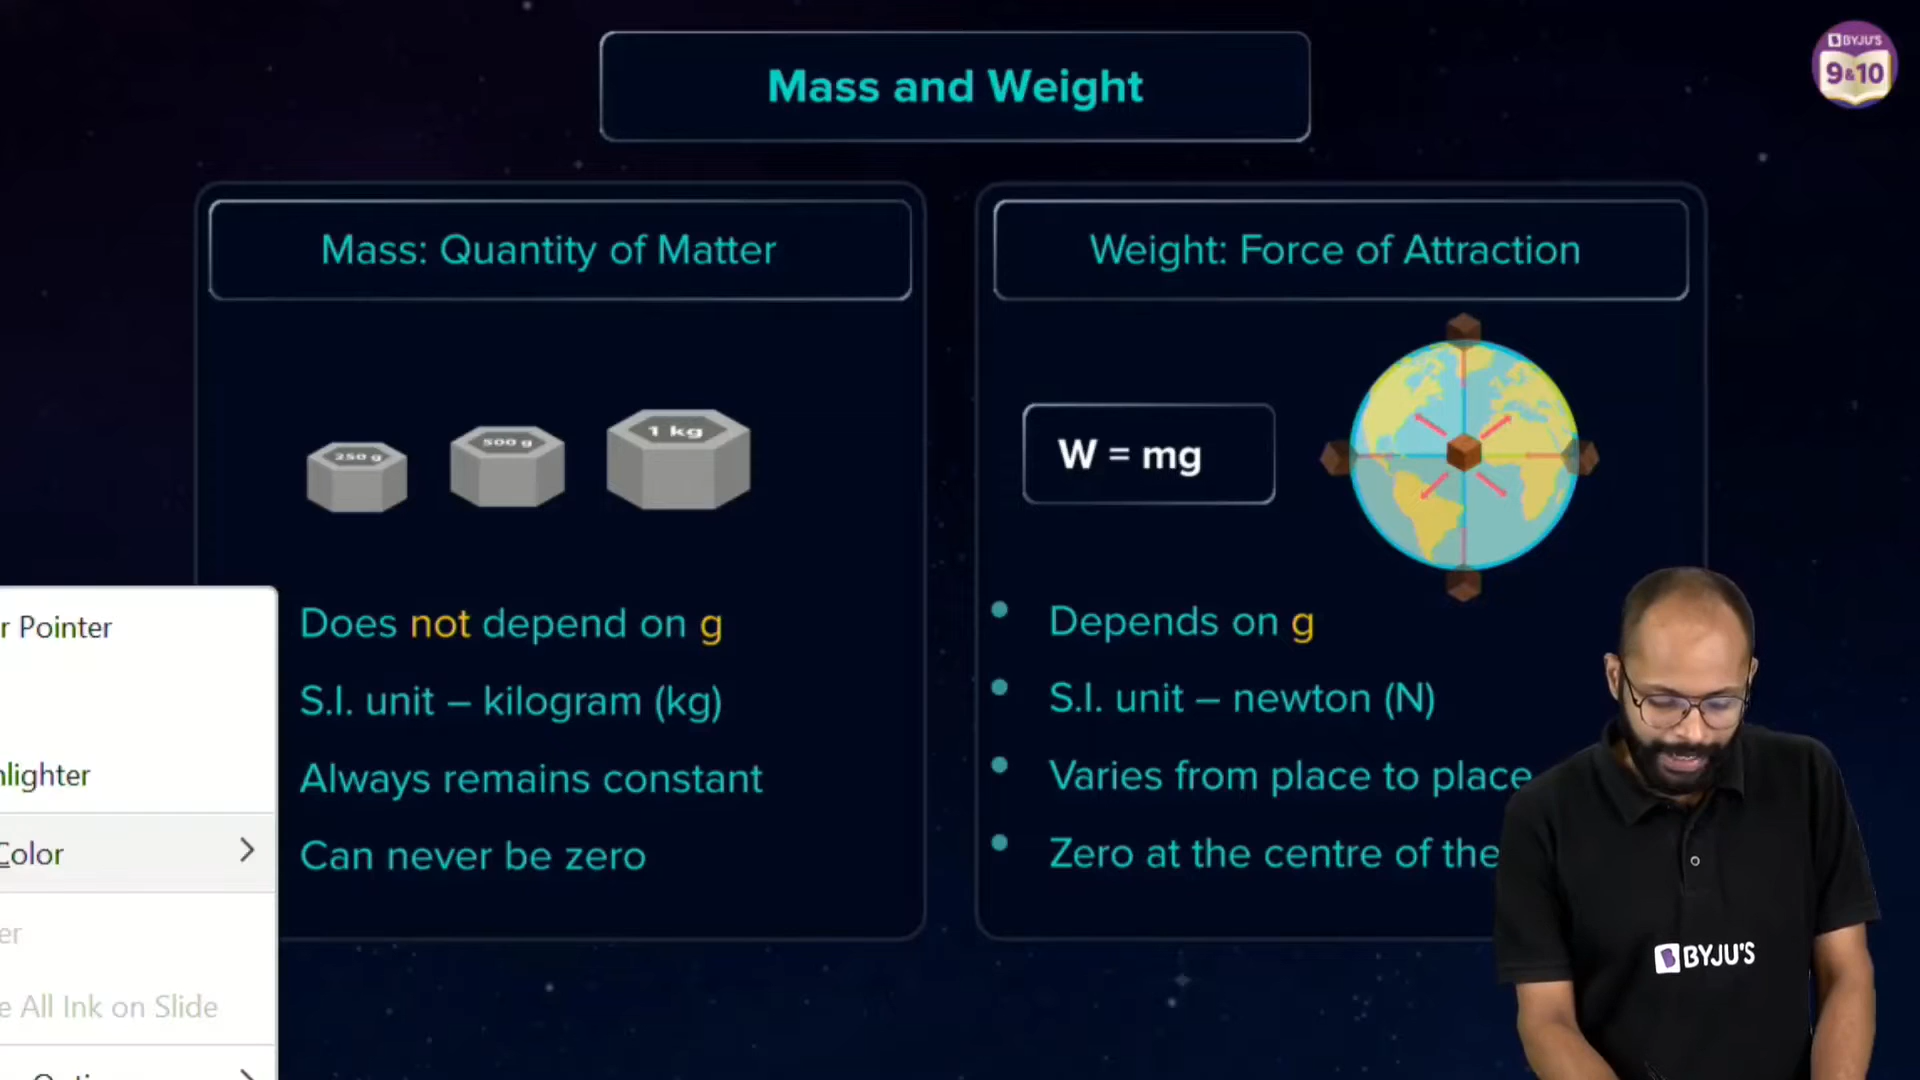 BYJU'S
9&10
Mass and Weight
Mass: Quantity of Matter
250 g
500 g
1 kg
Does not depend on g
S.I. unit – kilogram (kg)
Always remains constant
Can never be zero
Weight: Force of Attraction
W = mg
Depends on g
S.I. unit – newton (N)
Varies from place to place
Zero at the centre of the
r Pointer
hlighter
Color
er
e All Ink on Slide
BYJU'S